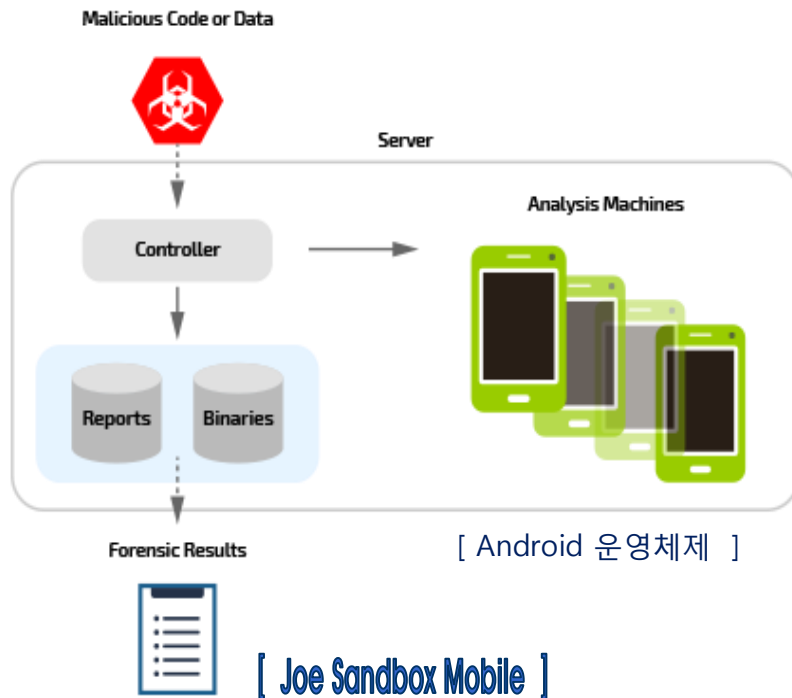 Malicious Code or Data
Server
Analysis Machines
Controller
Reports
Binaries
Forensic Results
[ Android 운영체제 ]
[ Joe Sandbox Mobile ]